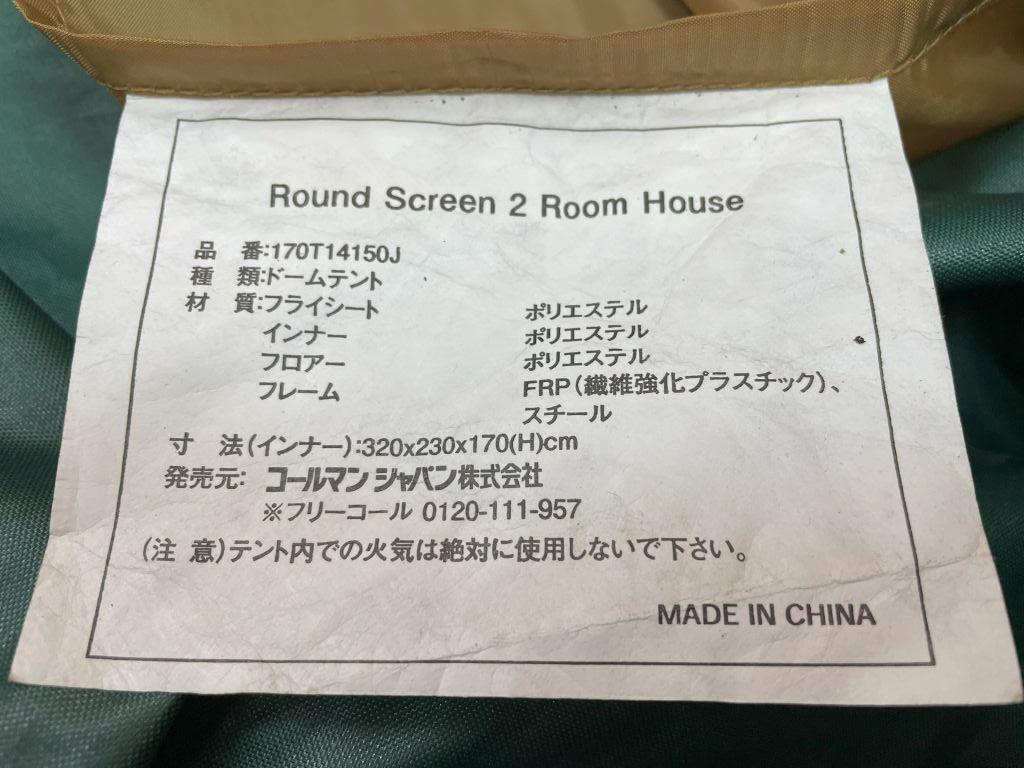 Round Screen 2 Room House
品 番:170T14150J
種 類:ドームテント
材 質:フライシート ポリエステル
インナー ポリエステル
フロアー ポリエステル
フレーム FRP(繊維強化プラスチック)、
スチール
寸 法(インナー):320x230x170(H)cm
発売元: コールマン ジャパン株式会社
※フリーコール 0120-111-957
(注 意)テント内での火気は絶対に使用しないで下さい。
MADE IN CHINA